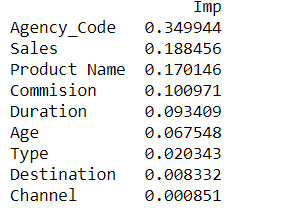 Imp
Agency_Code 0.349944
Sales 0.188456
Product Name 0.170146
Commision 0.100971
Duration 0.093409
Age 0.067548
Type 0.020343
Destination 0.008332
Channel 0.000851